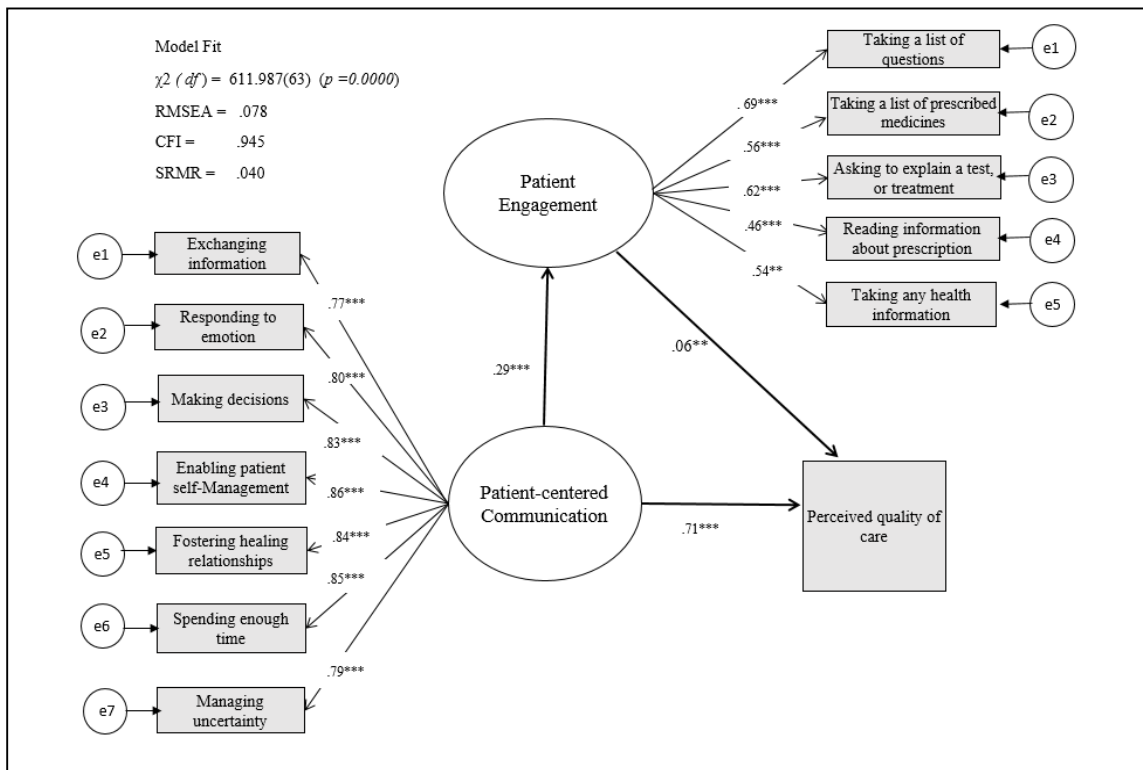 Model Fit
χ2 ( df ) = 611.987(63) (p =0.0000)
RMSEA = .078
CFI = .945
SRMR = .040
Taking a list of
questions
e1
Taking a list of prescribed
medicines
e2
Asking to explain a test,
or treatment
e3
Reading information
about prescription
e4
Taking any health
information
e5
.69***
.56***
.62***
.46***
.54**
Patient
Engagement
e1
Exchanging
information
e2
Responding to
emotion
e3
Making decisions
e4
Enabling patient
self-Management
e5
Fostering healing
relationships
e6
Spending enough
time
e7
Managing
uncertainty
.77***
.80***
.83***
.86***
.84***
.85***
.79***
.29***
.06**
Patient-centered
Communication
.71***
Perceived quality of
care